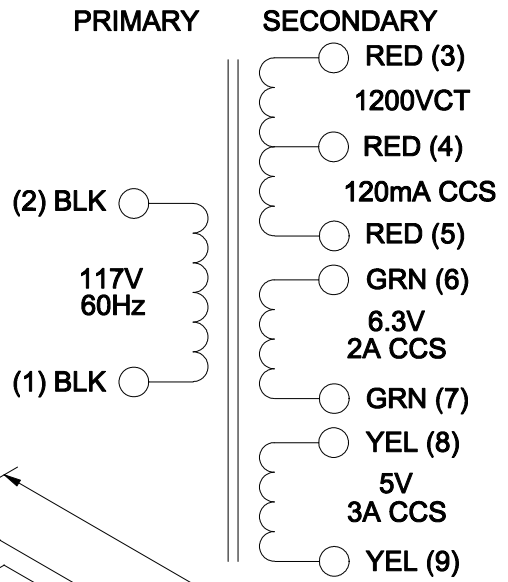 PRIMARY
SECONDARY
(2) BLK
117V
60Hz
(1) BLK
RED (3)
1200VCT
RED (4)
120mA CCS
RED (5)
GRN (6)
6.3V
2A CCS
GRN (7)
YEL (8)
5V
3A CCS
YEL (9)